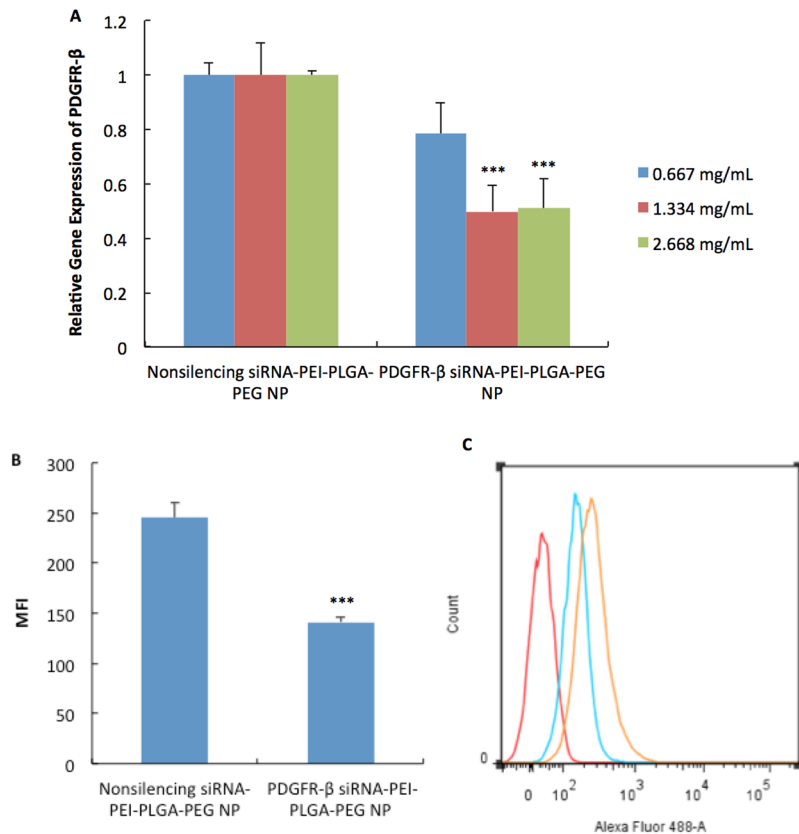 A
Relative Gene Expression of PDGFR-β
1.2
1
0.8
0.6
0.4
0.2
0
***
***
Nonsilencing siRNA-PEI-PLGA-
PEG NP
PDGFR-β siRNA-PEI-PLGA-PEG
NP
0.667 mg/mL
1.334 mg/mL
2.668 mg/mL
B
MFI
300
250
200
150
100
50
0
***
Nonsilencing siRNA-
PEI-PLGA-PEG NP
PDGFR-β siRNA-PEI-
PLGA-PEG NP
C
Count
0
0
10²
10³
10⁴
10⁵
Alexa Fluor 488-A